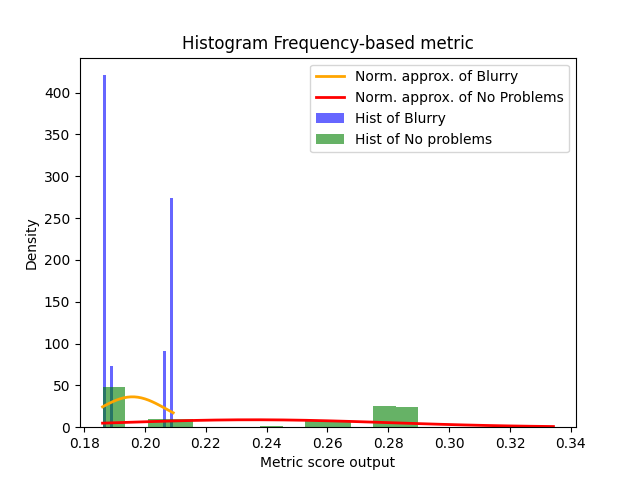 Histogram Frequency-based metric
Norm. approx. of Blurry
Norm. approx. of No Problems
Hist of Blurry
Hist of No problems
Density
400
350
300
250
200
150
100
50
0
0.18 0.20 0.22 0.24 0.26 0.28 0.30 0.32 0.34
Metric score output